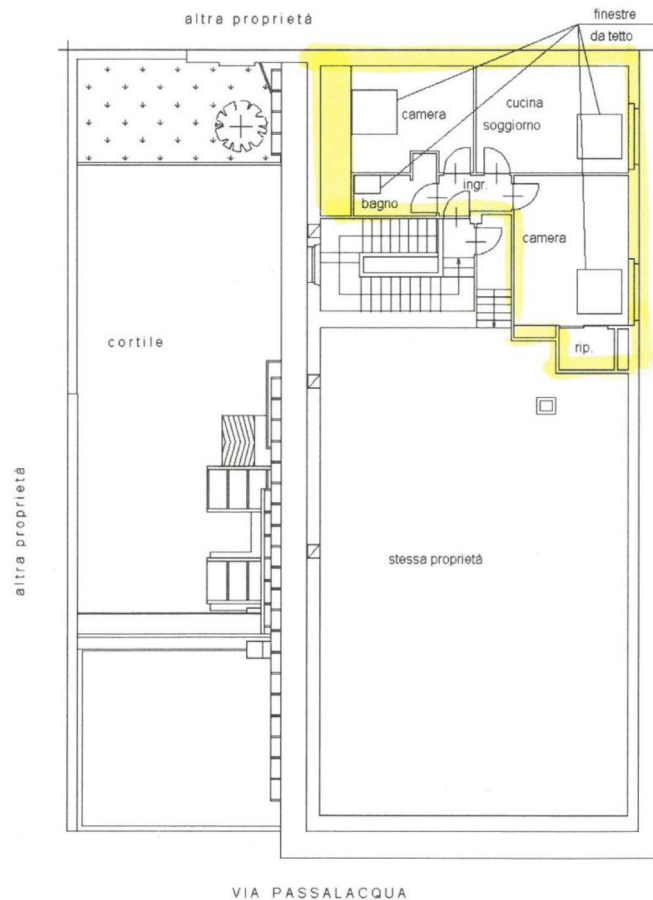 altra proprietà
finestre
da tetto
camera
cucina
soggiorno
ingr.
bagno
camera
cortile
rip.
altra proprietà
stessa proprietà
VIA PASSALACQUA